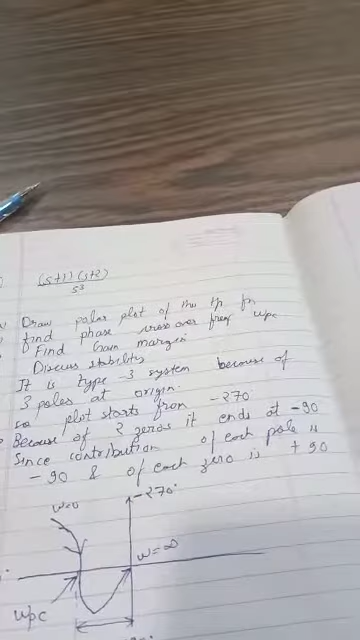 (s+1) (s+2)
s³
Draw polar plot of the tf fn
find phase cross over freq ωpc
Find Gain margin
Discuss stability
It is type -3 system because of
3 poles at origin.
so plot starts from -270°
Because of 2 zeros it ends at -90
Since contribution of each pole is
-90 & of each zero is +90
-270°
ω=0
ω=∞
ωpc